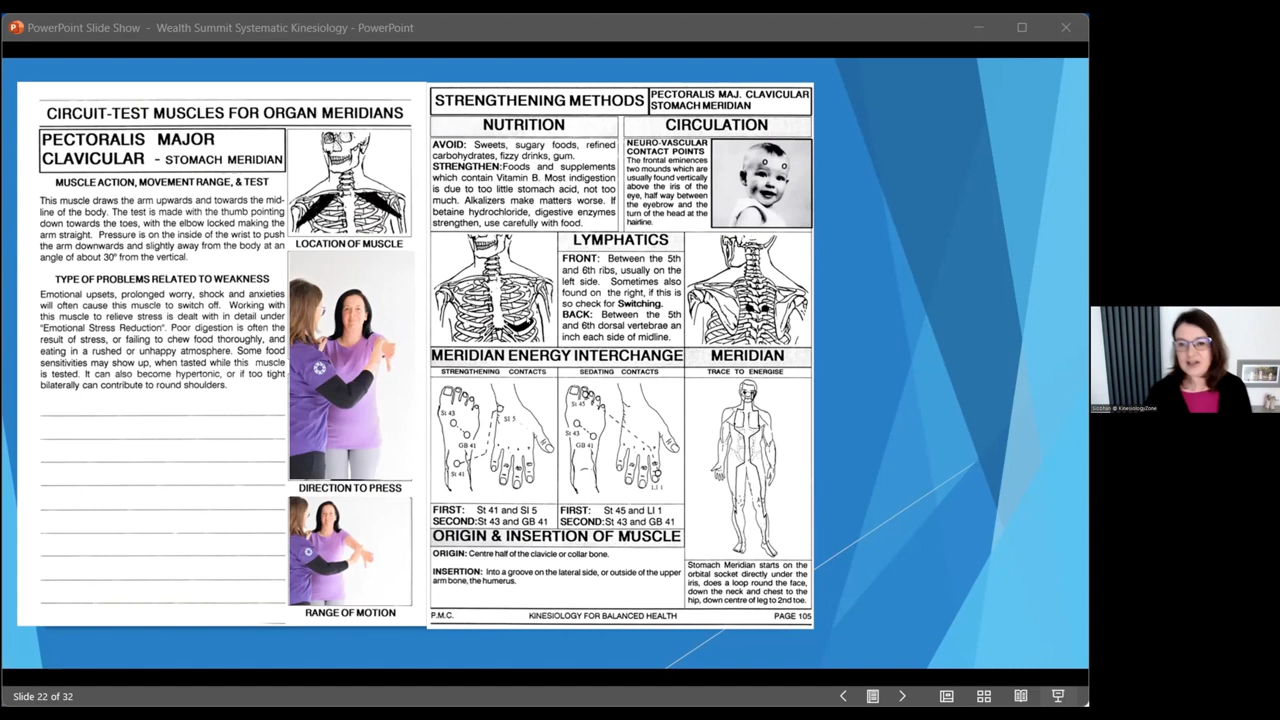 PowerPoint Slide Show - Wealth Summit Systematic Kinesiology - PowerPoint
CIRCUIT-TEST MUSCLES FOR ORGAN MERIDIANS
PECTORALIS MAJOR
CLAVICULAR - STOMACH MERIDIAN
MUSCLE ACTION, MOVEMENT RANGE, & TEST
This muscle draws the arm upwards and towards the mid-
line of the body. The test is made with the thumb pointing
down towards the toes, with the elbow locked making the
arm straight. Pressure is on the inside of the wrist to push
the arm downwards and slightly away from the body at an
angle of about 30° from the vertical.
TYPE OF PROBLEMS RELATED TO WEAKNESS
Emotional upsets, prolonged worry, shock and anxieties
will often cause this muscle to switch off. Working with
this muscle to relieve stress is dealt with in detail under
"Emotional Stress Reduction". Poor digestion is often the
result of stress, or failing to chew food thoroughly, and
eating in a rushed or unhappy atmosphere. Some food
sensitivities may show up, when tasted while this muscle
is tested. It can also become hypertonic, or if too tight
bilaterally can contribute to round shoulders.
LOCATION OF MUSCLE
DIRECTION TO PRESS
RANGE OF MOTION
STRENGTHENING METHODS
PECTORALIS MAJ. CLAVICULAR
STOMACH MERIDIAN
NUTRITION
AVOID: Sweets, sugary foods, refined
carbohydrates, fizzy drinks, gum.
STRENGTHEN: Foods and supplements
which contain Vitamin B. Most indigestion
is due to too little stomach acid, not too
much. Alkalizers make matters worse. If
betaine hydrochloride, digestive enzymes
strengthen, use carefully with food.
CIRCULATION
NEURO-VASCULAR
CONTACT POINTS
The frontal eminences
two mounds which are
usually found vertically
above the iris of the
eye, half way between
the eyebrow and the
turn of the head at the
hairline.
LYMPHATICS
FRONT: Between the 5th
and 6th ribs, usually on the
left side. Sometimes also
found on the right, if this is
so check for Switching.
BACK: Between the 5th
and 6th dorsal vertebrae an
inch each side of midline.
MERIDIAN ENERGY INTERCHANGE
STRENGTHENING CONTACTS
SEDATING CONTACTS
St 43
SI 5
GB 41
St 41
St 45
St 43
GB 41
LI 1
FIRST: St 41 and SI 5
SECOND: St 43 and GB 41
FIRST: St 45 and LI 1
SECOND: St 43 and GB 41
MERIDIAN
TRACE TO ENERGISE
Stomach Meridian starts on the
orbital socket directly under the
iris, does a loop round the face,
down the neck and chest to the
hip, down centre of leg to 2nd toe.
ORIGIN & INSERTION OF MUSCLE
ORIGIN: Centre half of the clavicle or collar bone.
INSERTION: Into a groove on the lateral side, or outside of the upper
arm bone, the humerus.
P.M.C. KINESIOLOGY FOR BALANCED HEALTH PAGE 105
Siobhan @ KinesiologyZone
Slide 22 of 32